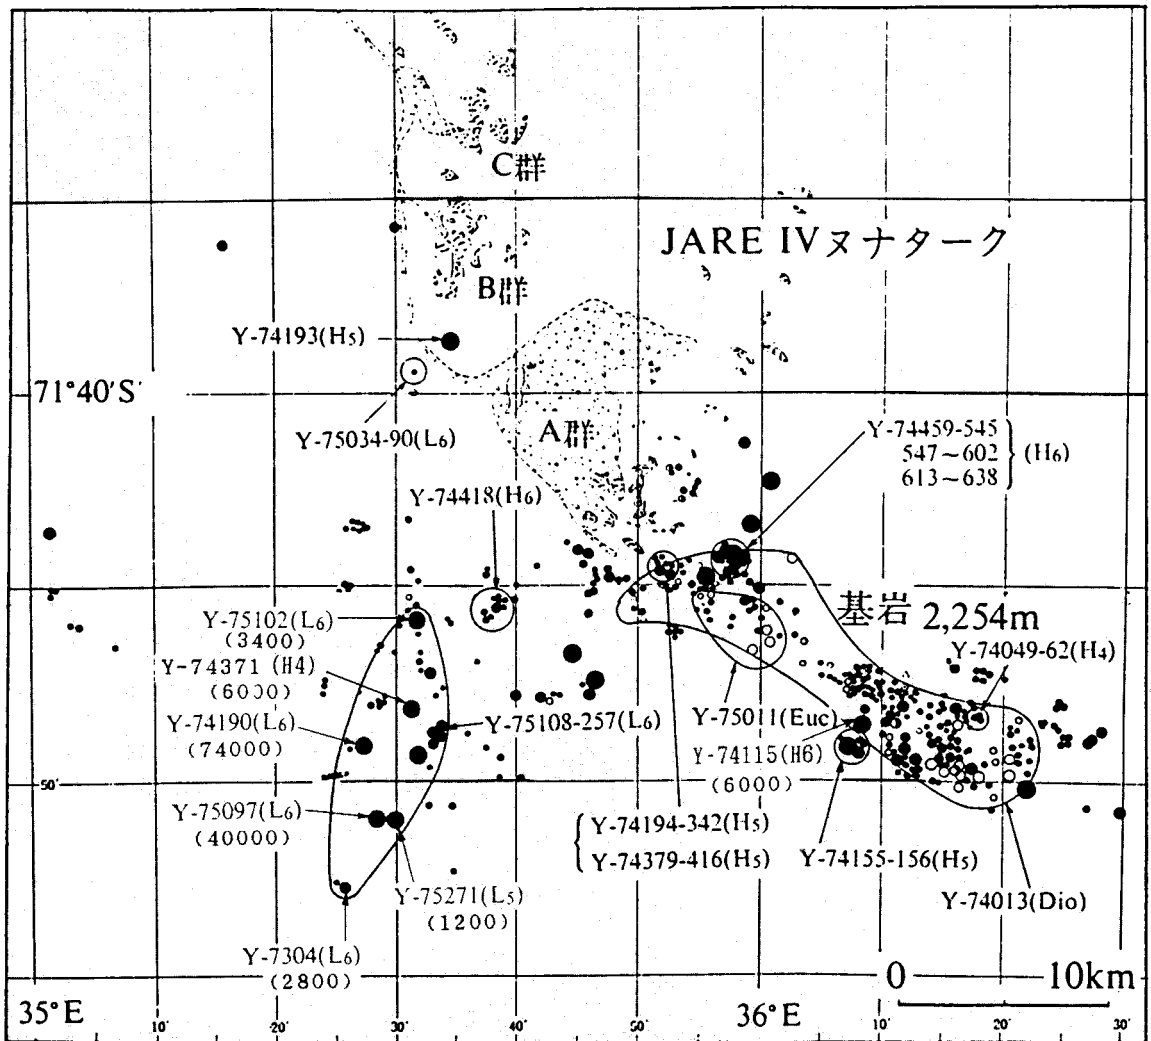 C群
JARE IVヌナターク
B群
Y-74193(H5)
71°40'S
Y-75034-90(L6)
A群
Y-74459-545
547~602
613~638
(H6)
Y-74418(H6)
基岩 2,254m
Y-75102(L6)
(3400)
Y-74049-62(H4)
Y-74371 (H4)
(6000)
Y-74190(L6)
(74000)
Y-75108-257(L6)
Y-75011(Euc)
Y-74115(H6)
(6000)
50'
Y-75097(L6)
(40000)
Y-74194-342(H5)
Y-74379-416(H5)
Y-74155-156(H5)
Y-75271(L5)
(1200)
Y-74013(Dio)
Y-7304(L6)
(2800)
0 10km
35°E
10'
20'
30'
40'
50'
36°E
10'
20'
30'